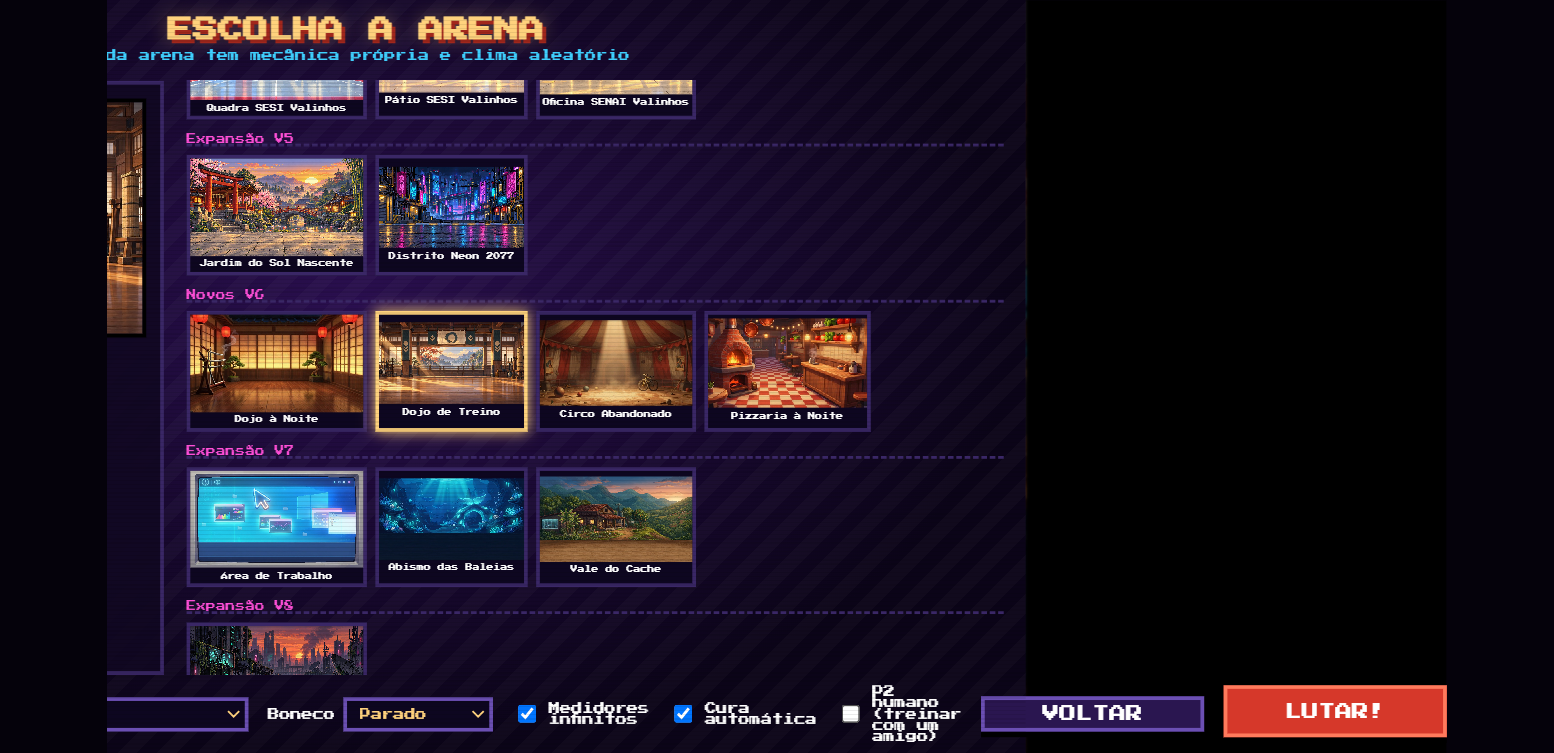 ESCOLHA A ARENA
da arena tem mecânica própria e clima aleatório
Quadra SESI Valinhos
Pátio SESI Valinhos
Oficina SENAI Valinhos
Expansão V5
Jardim do Sol Nascente
Distrito Neon 2077
Novos V6
Dojo à Noite
Dojo de Treino
Circo Abandonado
Pizzaria à Noite
Expansão V7
Área de Trabalho
Abismo das Baleias
Vale do Cache
Expansão V8
Boneco
Parado
Medidores
infinitos
Cura
automática
P2
humano
(treinar
com um
amigo)
VOLTAR
LUTAR!